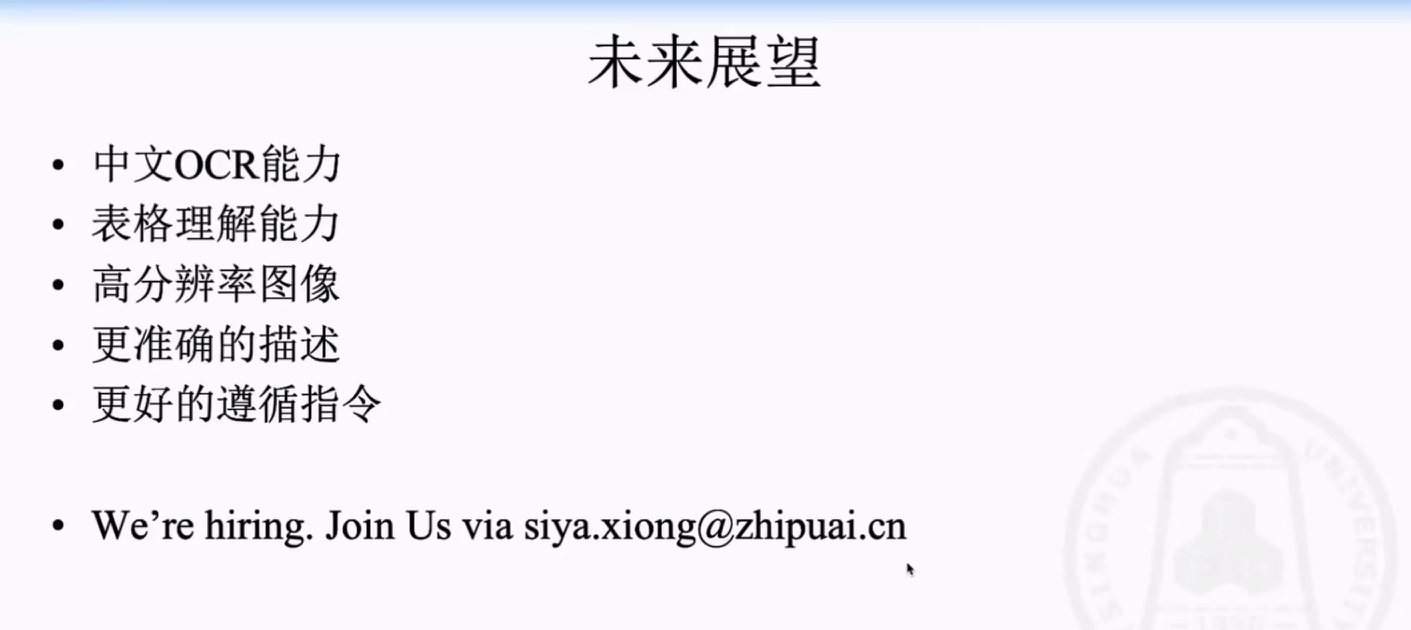 未来展望
• 中文OCR能力
• 表格理解能力
• 高分辨率图像
• 更准确的描述
• 更好的遵循指令
• We're hiring. Join Us via siya.xiong@zhipuai.cn
TSINGHUA UNIVERSITY